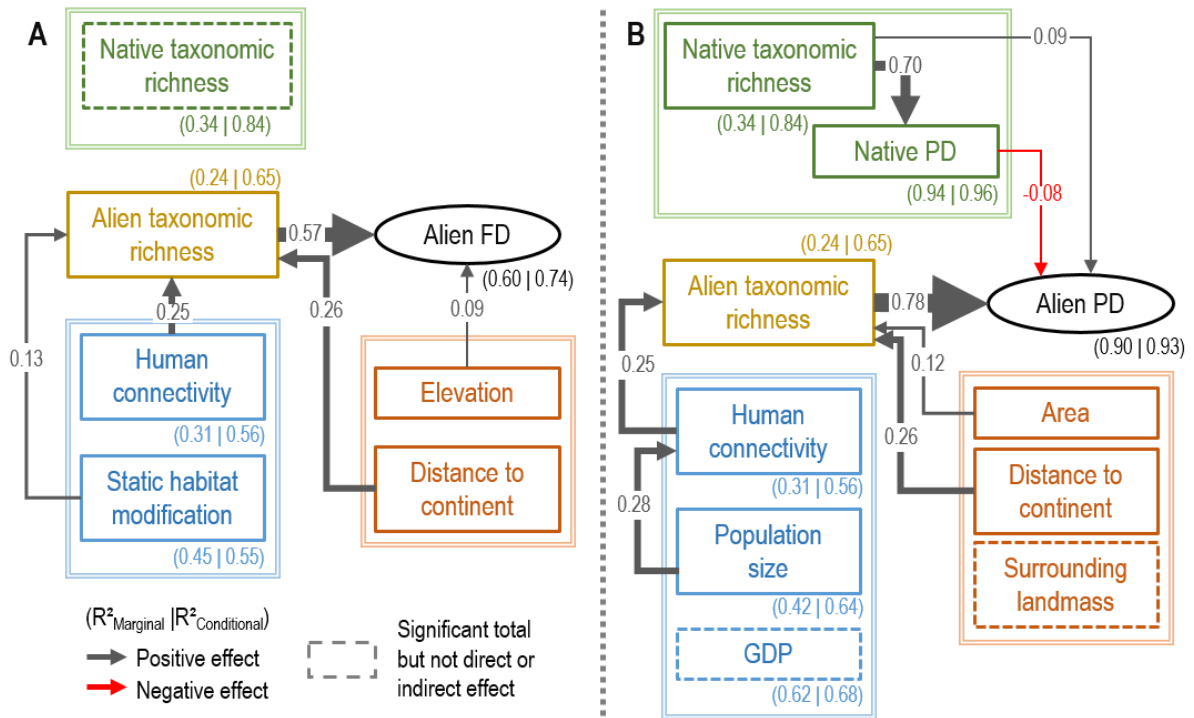 A
Native taxonomic
richness
(0.34 | 0.84)
(0.24 | 0.65)
Alien taxonomic
richness
0.57
Alien FD
(0.60 | 0.74)
0.25
0.26
0.09
0.13
Human
connectivity
(0.31 | 0.56)
Static habitat
modification
(0.45 | 0.55)
Elevation
Distance to
continent
(R²Marginal |R²Conditional)
Positive effect
Negative effect
Significant total
but not direct or
indirect effect
B
Native taxonomic
richness
0.09
0.70
(0.34 | 0.84)
Native PD
(0.94 | 0.96)
-0.08
(0.24 | 0.65)
Alien taxonomic
richness
0.78
Alien PD
(0.90 | 0.93)
0.25
0.12
0.26
0.28
Human
connectivity
(0.31 | 0.56)
Population
size
(0.42 | 0.64)
GDP
(0.62 | 0.68)
Area
Distance to
continent
Surrounding
landmass